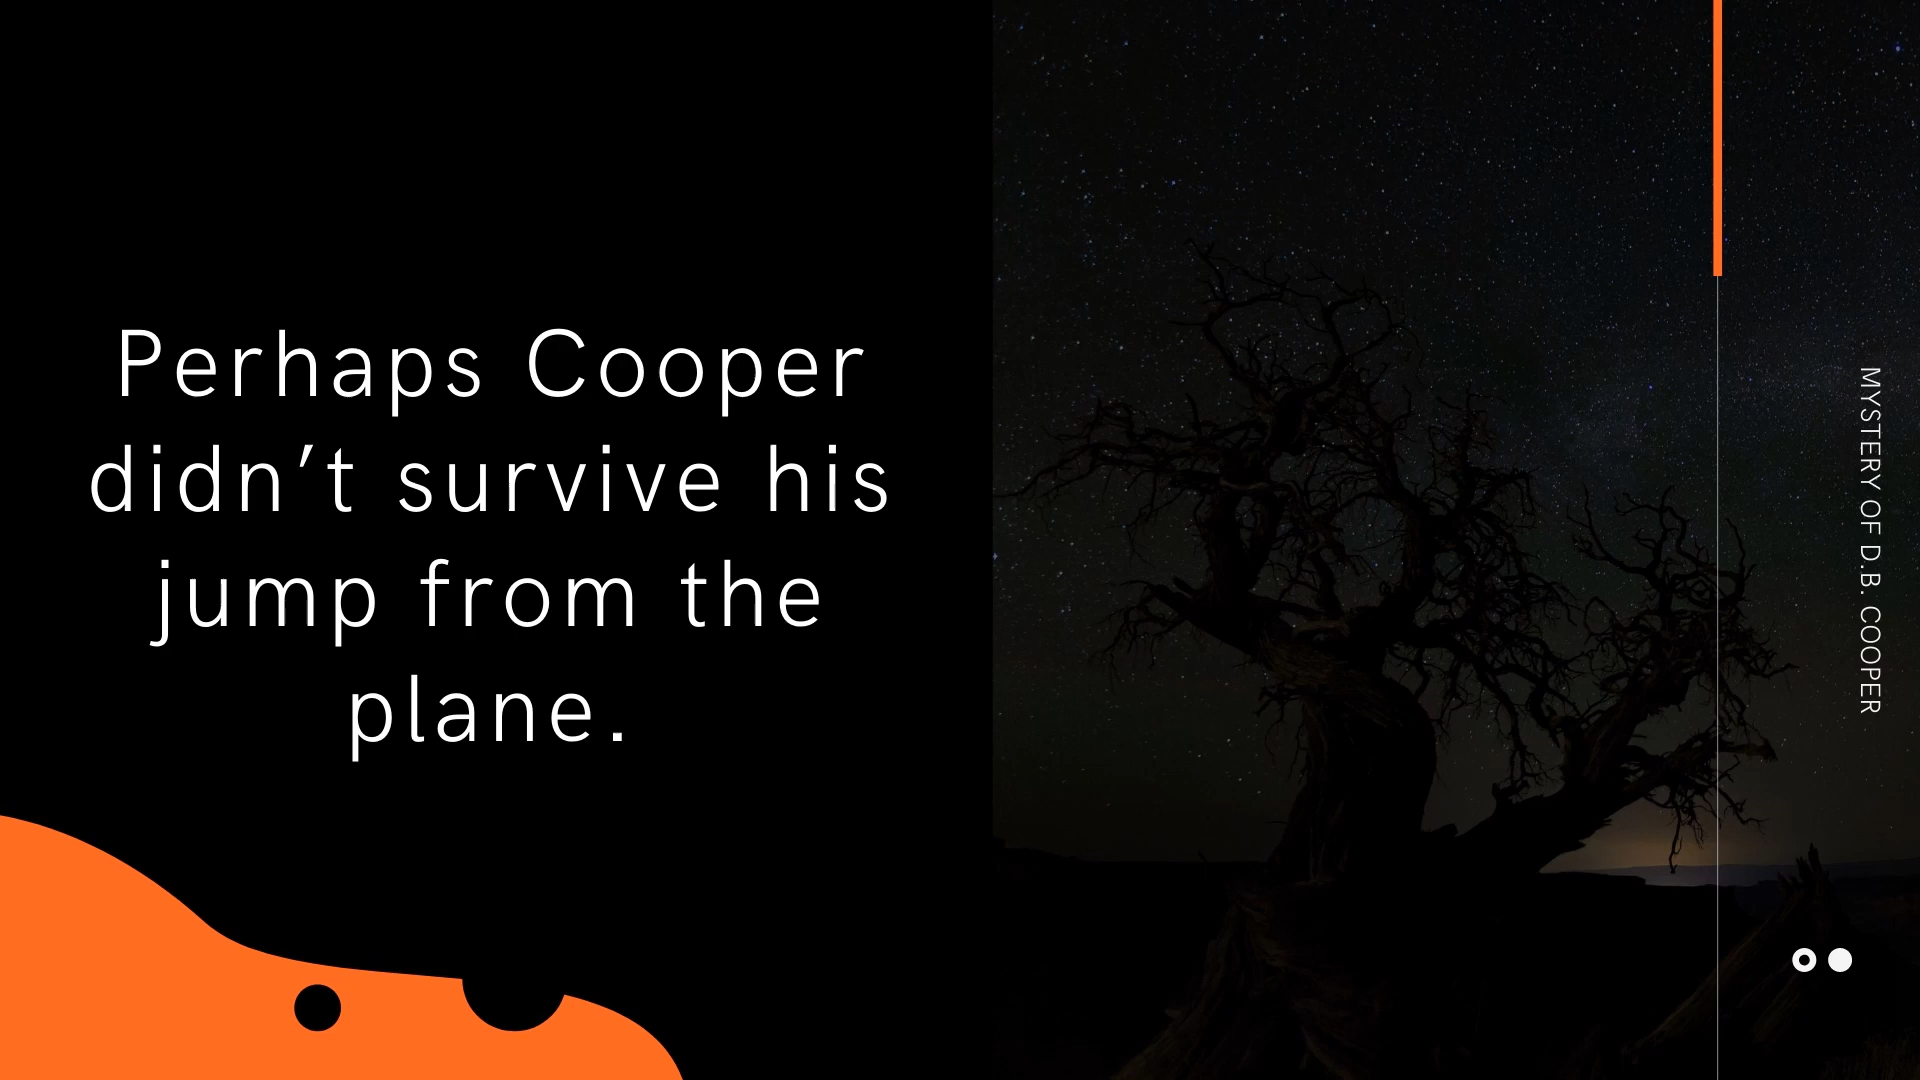 Perhaps Cooper
didn’t survive his
jump from the
plane.
MYSTERY OF D.B. COOPER